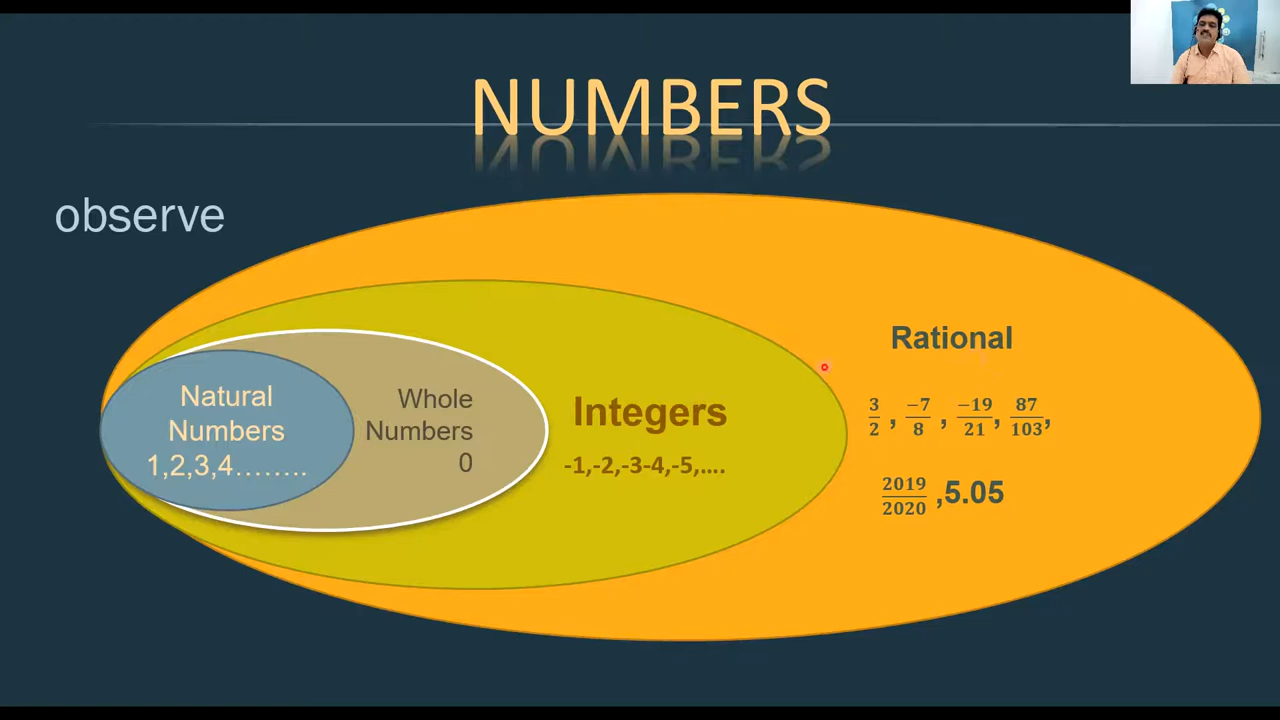 NUMBERS
observe
Natural
Numbers
1,2,3,4……..
Whole
Numbers
0
Integers
-1,-2,-3-4,-5,….
Rational
3/2 , -7/8 , -19/21, 87/103,
2019/2020 ,5.05